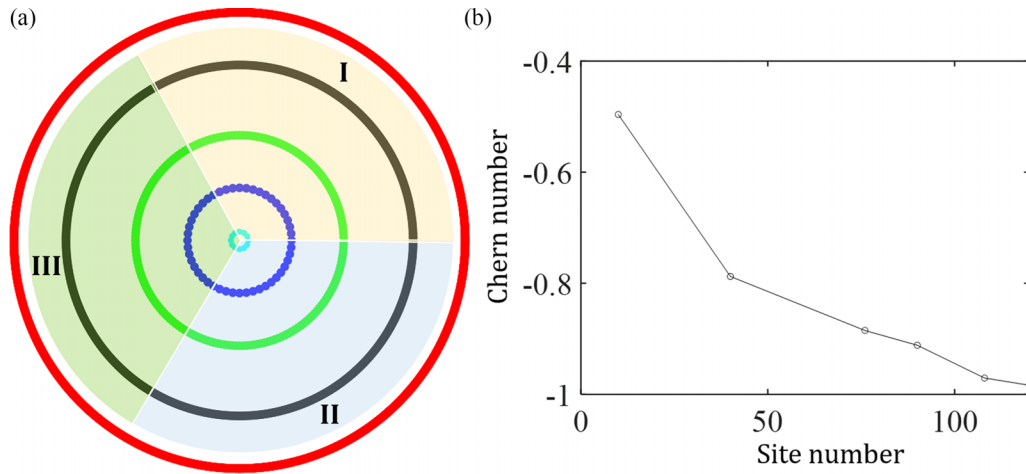 (a)
I
III
II
(b)
-0.4
-0.6
-0.8
-1
0
50
100
Chern number
Site number